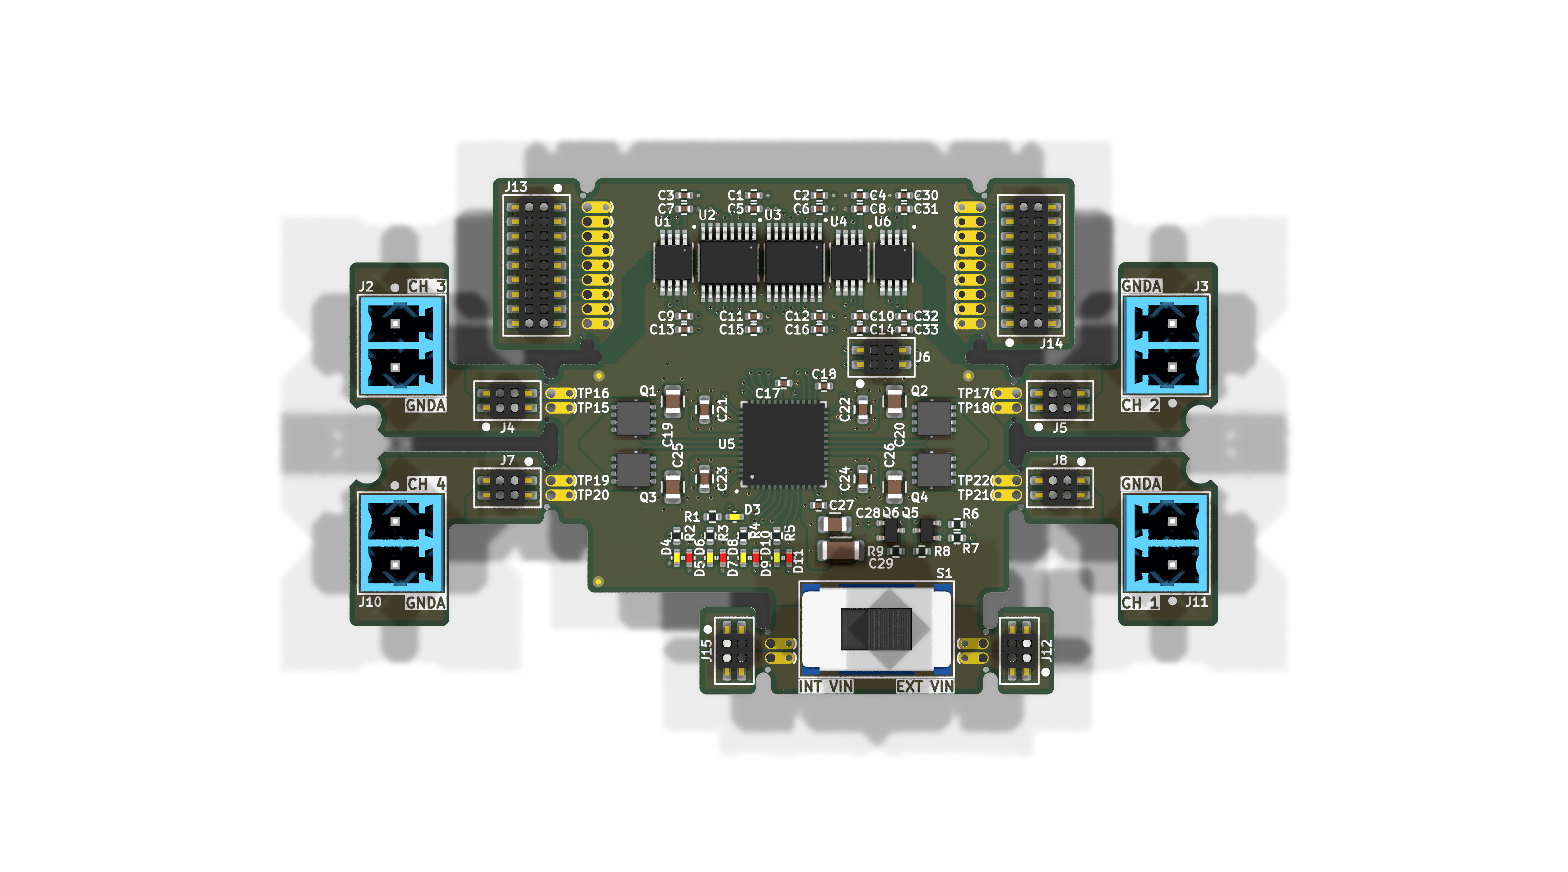 J13
C3 C1 C2 C4 C30
C7 C5 C6 C8 C31
U1 U2 U3 U4 U6
J2 CH 3
GNDA J3
C9 C11 C12 C10 C32
C13 C15 C16 C14 C33
J14
J6
GNDA
CH 2
Q1 C17 C18 Q2
TP16
TP15
TP17
TP18
C19 C21 C22 C20
J4
J5
U5
C25 C23 C24 C26
J7
J8
CH 4
GNDA
TP19
TP20
TP22
TP21
Q3 Q4
R1 D3 C27 C28 Q6 Q5 R6
D4 R2 D6 R3 D8 R4 D10 R5
R7
R9 R8
C29
D5 D7 D9 D11
S1
J10 GNDA
CH 1 J11
J15
J12
INT VIN EXT VIN